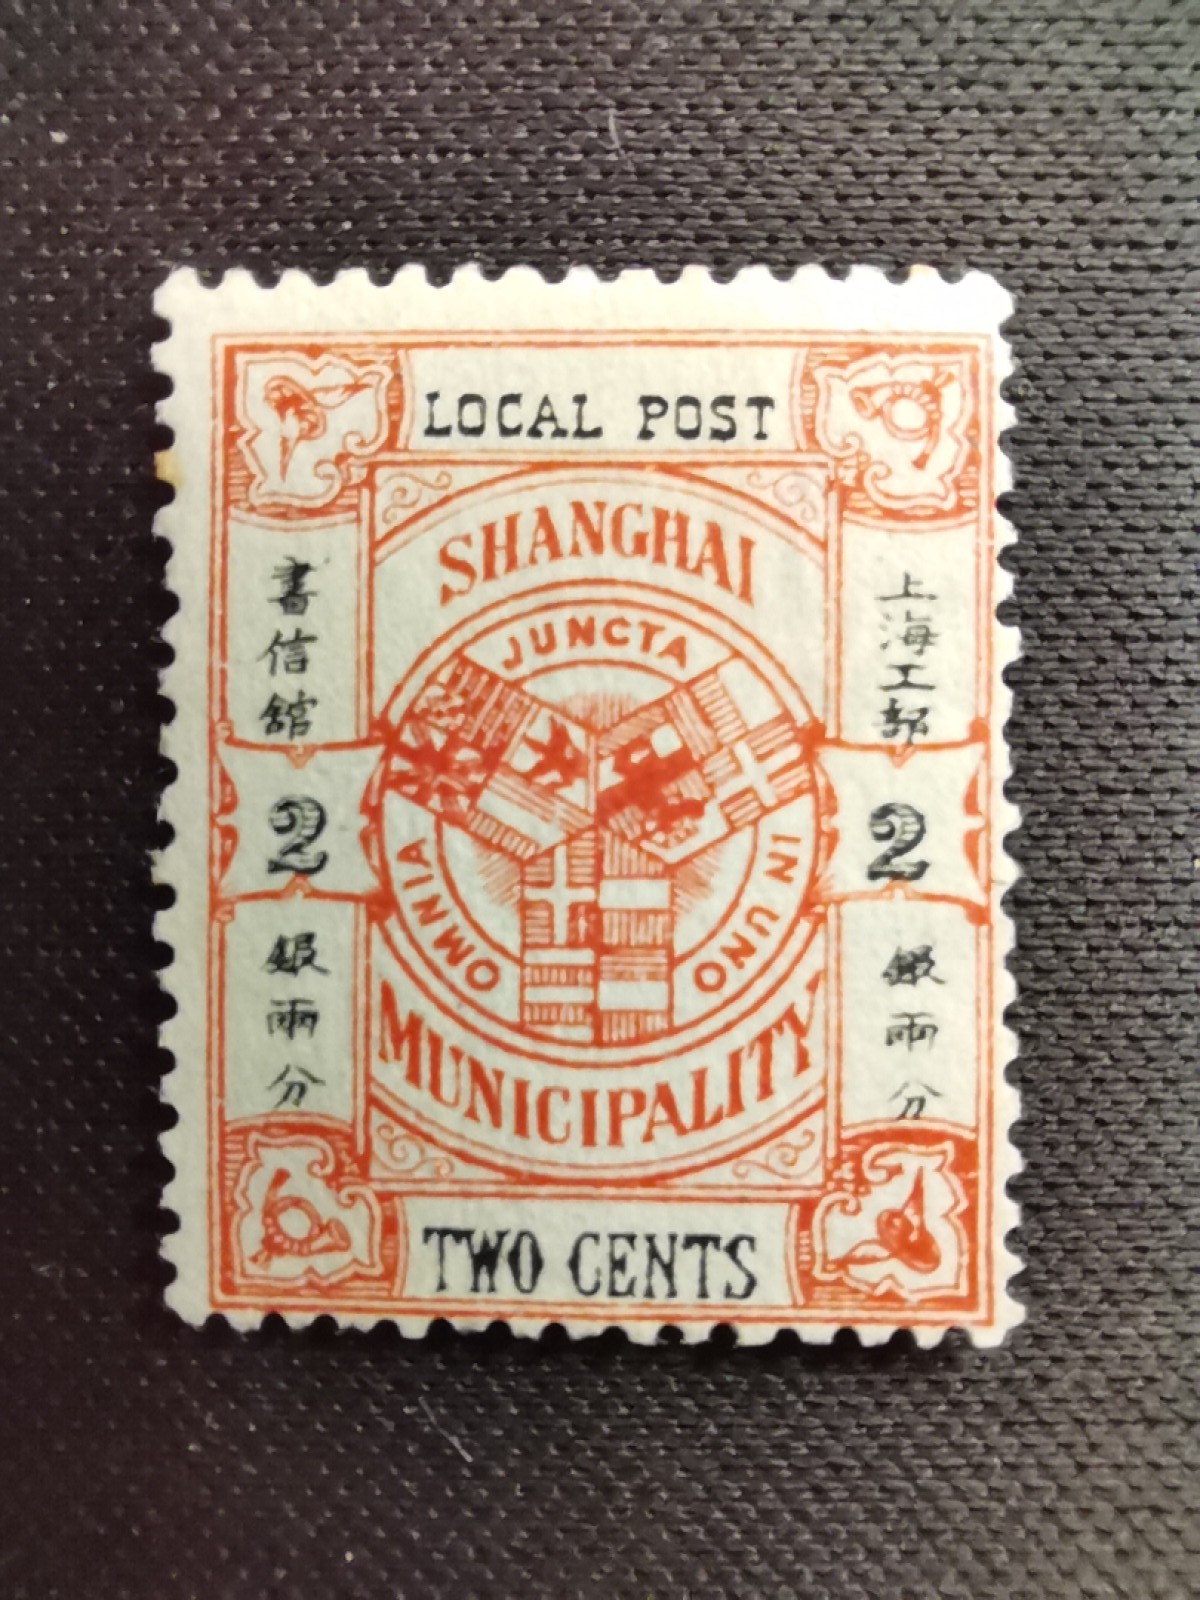 LOCAL POST
SHANGHAI
OMNIA JUNCTA IN UNO
上海工部
書信館
2
2
銀兩分
銀兩分
MUNICIPALITY
TWO CENTS